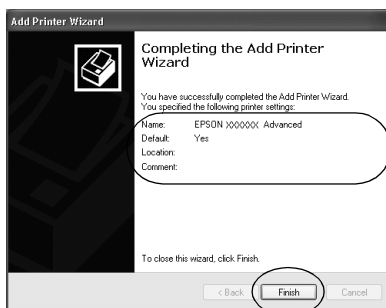 Add Printer Wizard
Completing the Add Printer
Wizard
You have successfully completed the Add Printer Wizard.
You specified the following printer settings:
Name: EPSON XXXXXX Advanced
Default: Yes
Location:
Comment:
To close this wizard, click Finish.
< Back Finish Cancel